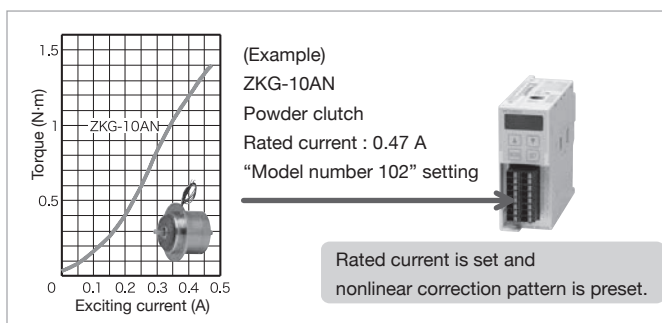 1.5
1
0.5
0
0.1
0.2
0.3
0.4
0.5
Torque (N·m)
Exciting current (A)
ZKG-10AN
(Example)
ZKG-10AN
Powder clutch
Rated current : 0.47 A
“Model number 102” setting
Rated current is set and
nonlinear correction pattern is preset.